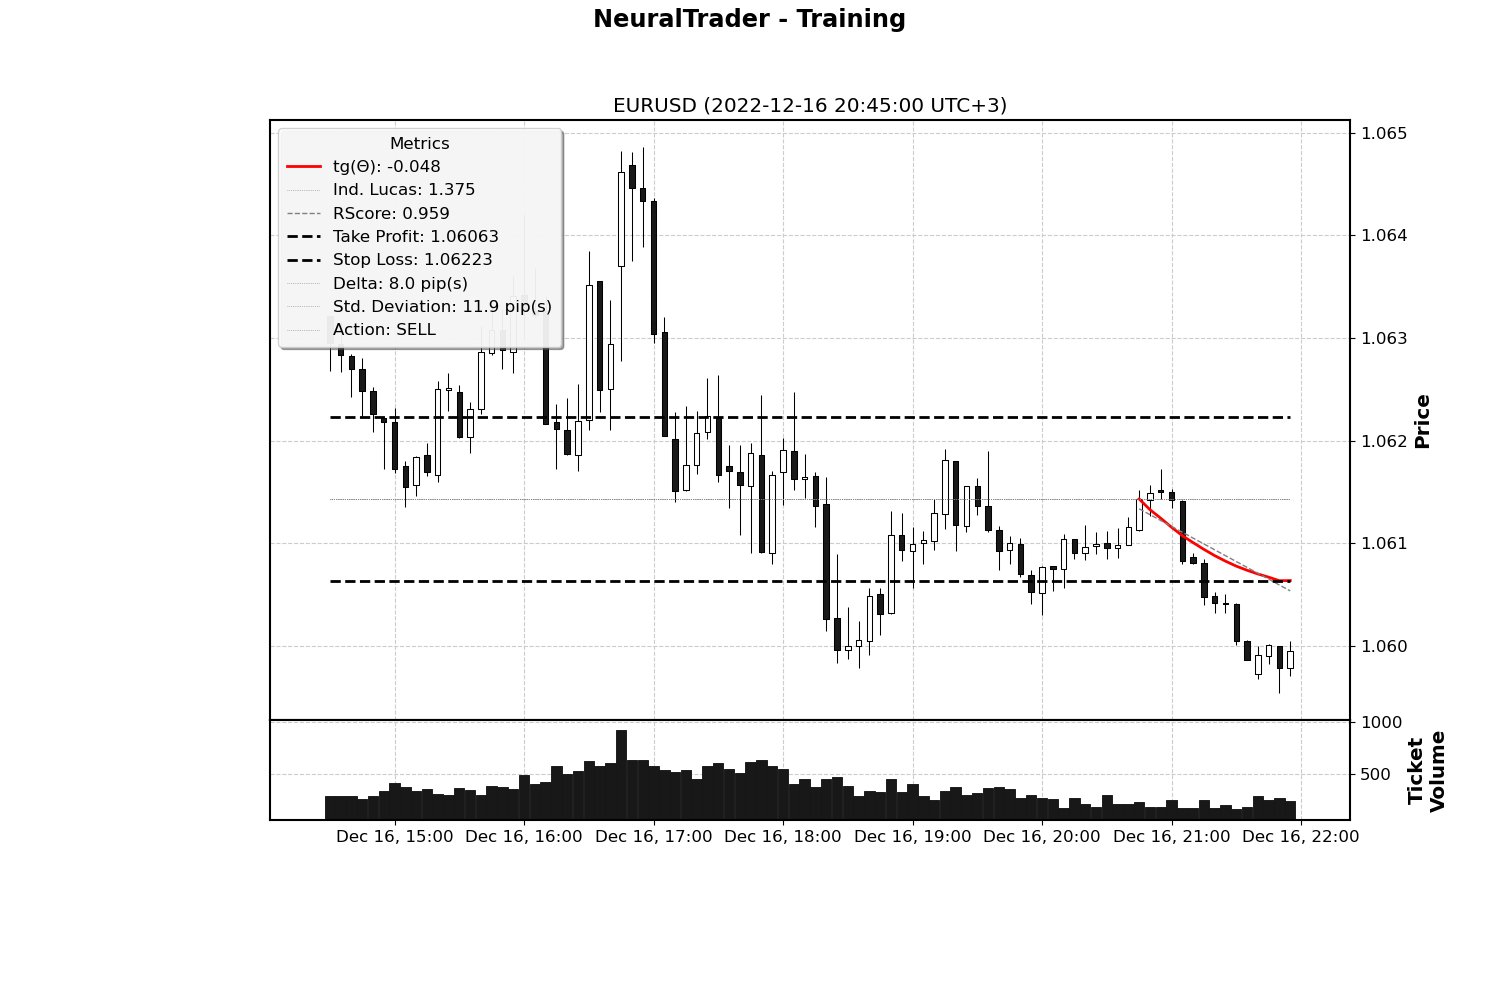 NeuralTrader - Training
EURUSD (2022-12-16 20:45:00 UTC+3)
Metrics
tg(Θ): -0.048
Ind. Lucas: 1.375
RScore: 0.959
Take Profit: 1.06063
Stop Loss: 1.06223
Delta: 8.0 pip(s)
Std. Deviation: 11.9 pip(s)
Action: SELL
1.065
1.064
1.063
1.062
1.061
1.060
Price
1000
500
Ticket
Volume
Dec 16, 15:00
Dec 16, 16:00
Dec 16, 17:00
Dec 16, 18:00
Dec 16, 19:00
Dec 16, 20:00
Dec 16, 21:00
Dec 16, 22:00